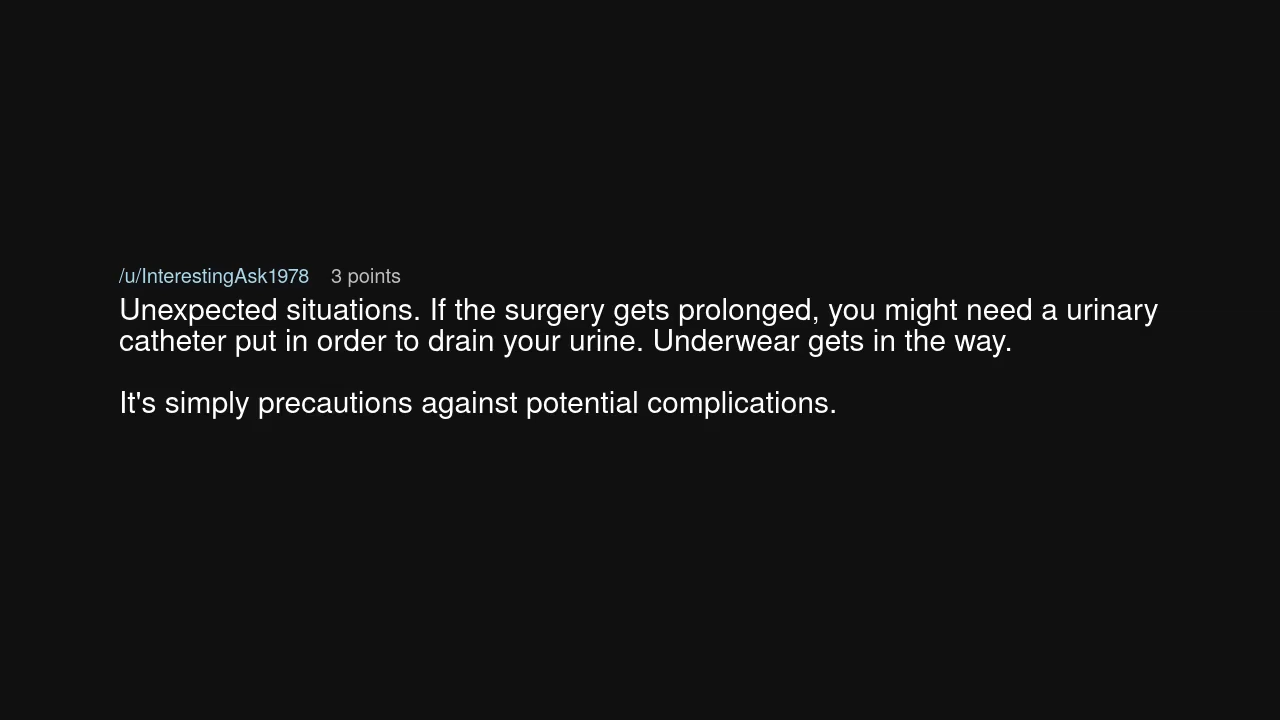 /u/InterestingAsk1978 3 points
Unexpected situations. If the surgery gets prolonged, you might need a urinary
catheter put in order to drain your urine. Underwear gets in the way.
It's simply precautions against potential complications.